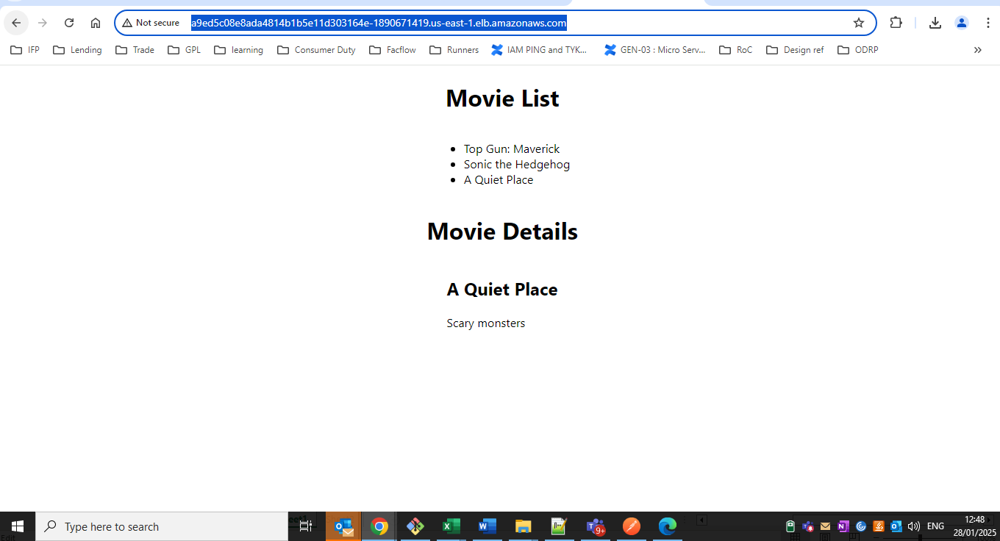 Not secure a9ed5c08e8ada4814b1b5e11d303164e-1890671419.us-east-1.elb.amazonaws.com
IFP Lending Trade GPL learning Consumer Duty Facflow Runners IAM PING and TYK... GEN-03 : Micro Serv... RoC Design ref ODRP
Movie List
Top Gun: Maverick
Sonic the Hedgehog
A Quiet Place
Movie Details
A Quiet Place
Scary monsters
Type here to search
9+
ENG
12:48
28/01/2025